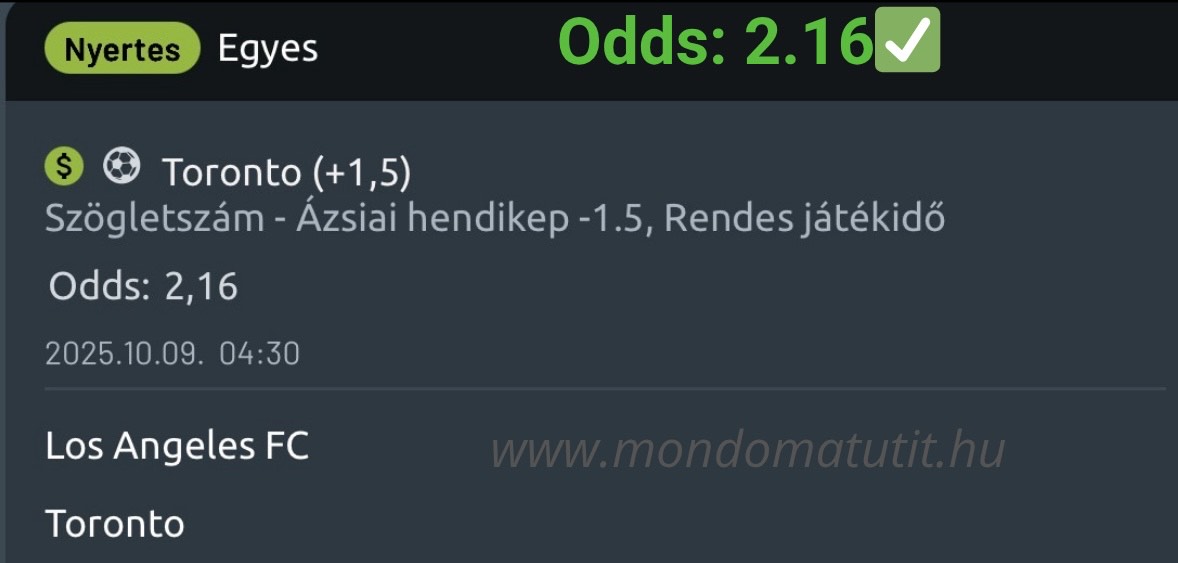 Nyertes Egyes Odds: 2.16✅
$ Toronto (+1,5)
Szögletszám - Ázsiai hendikep -1.5, Rendes játékidő
Odds: 2,16
2025.10.09. 04:30
Los Angeles FC
www.mondomatutit.hu
Toronto